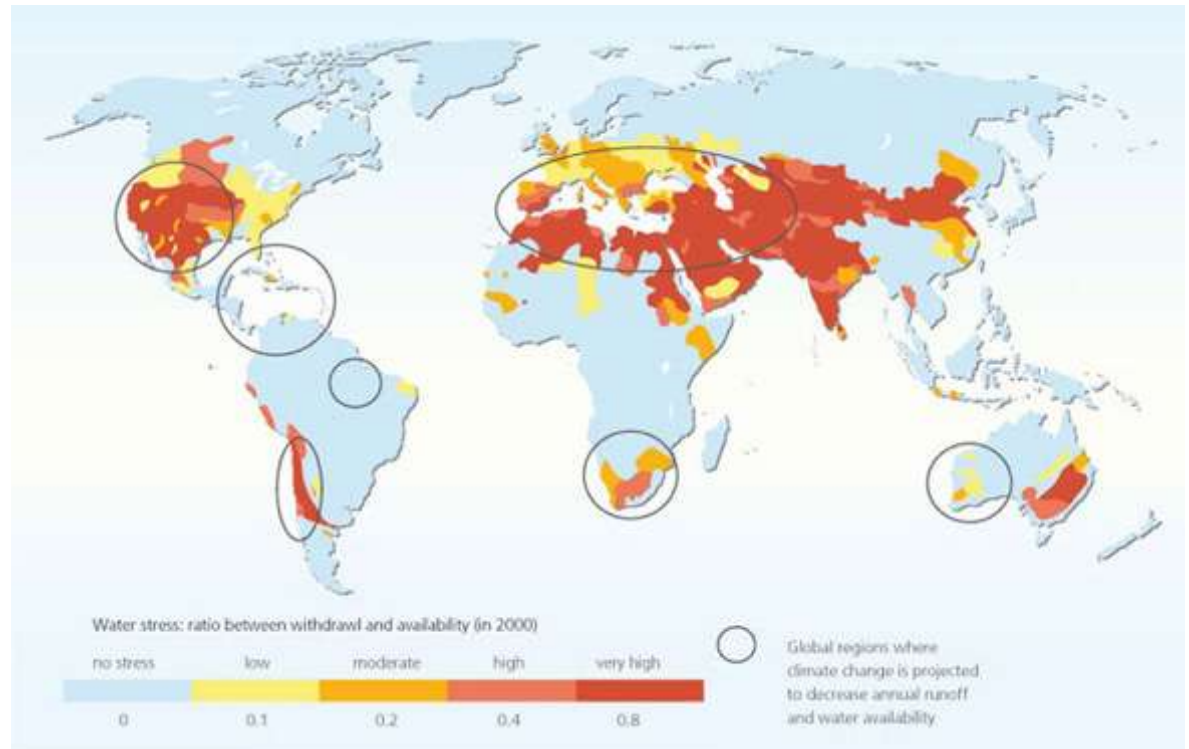 Water stress: ratio between withdrawl and availability (in 2000)
no stress low moderate high very high
0 0.1 0.2 0.4 0.8
Global regions where
climate change is projected
to decrease annual runoff
and water availability